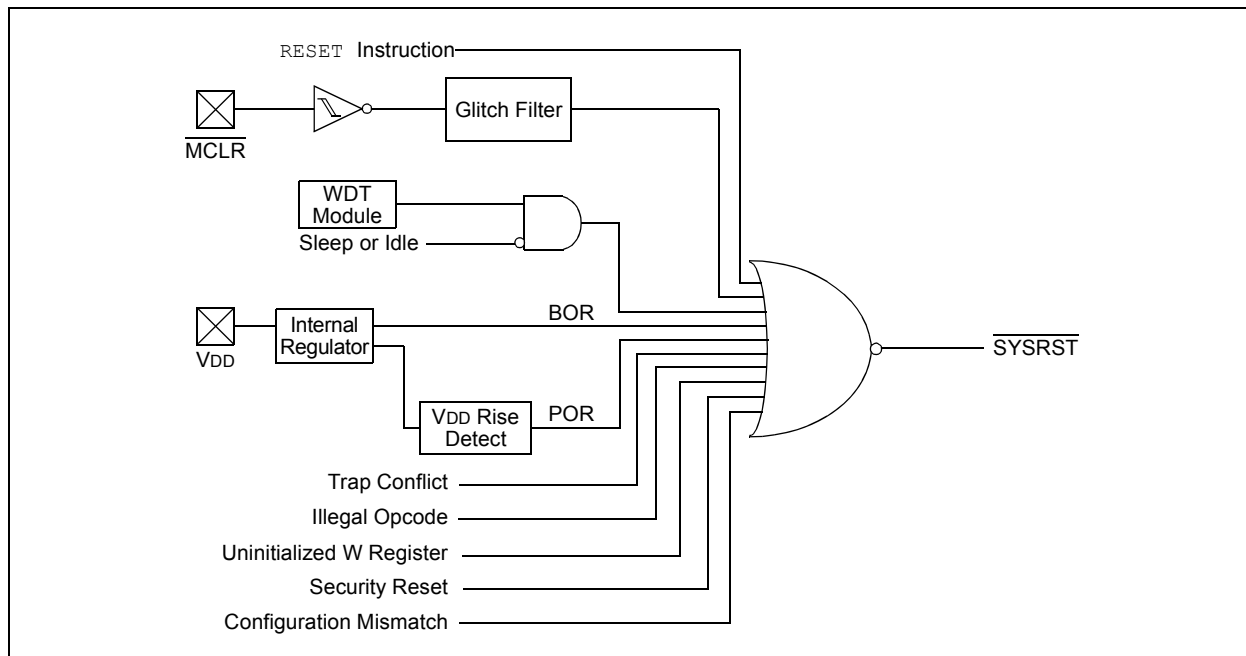 RESET Instruction
Glitch Filter
MCLR
WDT
Module
Sleep or Idle
BOR
Internal
Regulator
VDD
SYSRST
VDD Rise
Detect
POR
Trap Conflict
Illegal Opcode
Uninitialized W Register
Security Reset
Configuration Mismatch